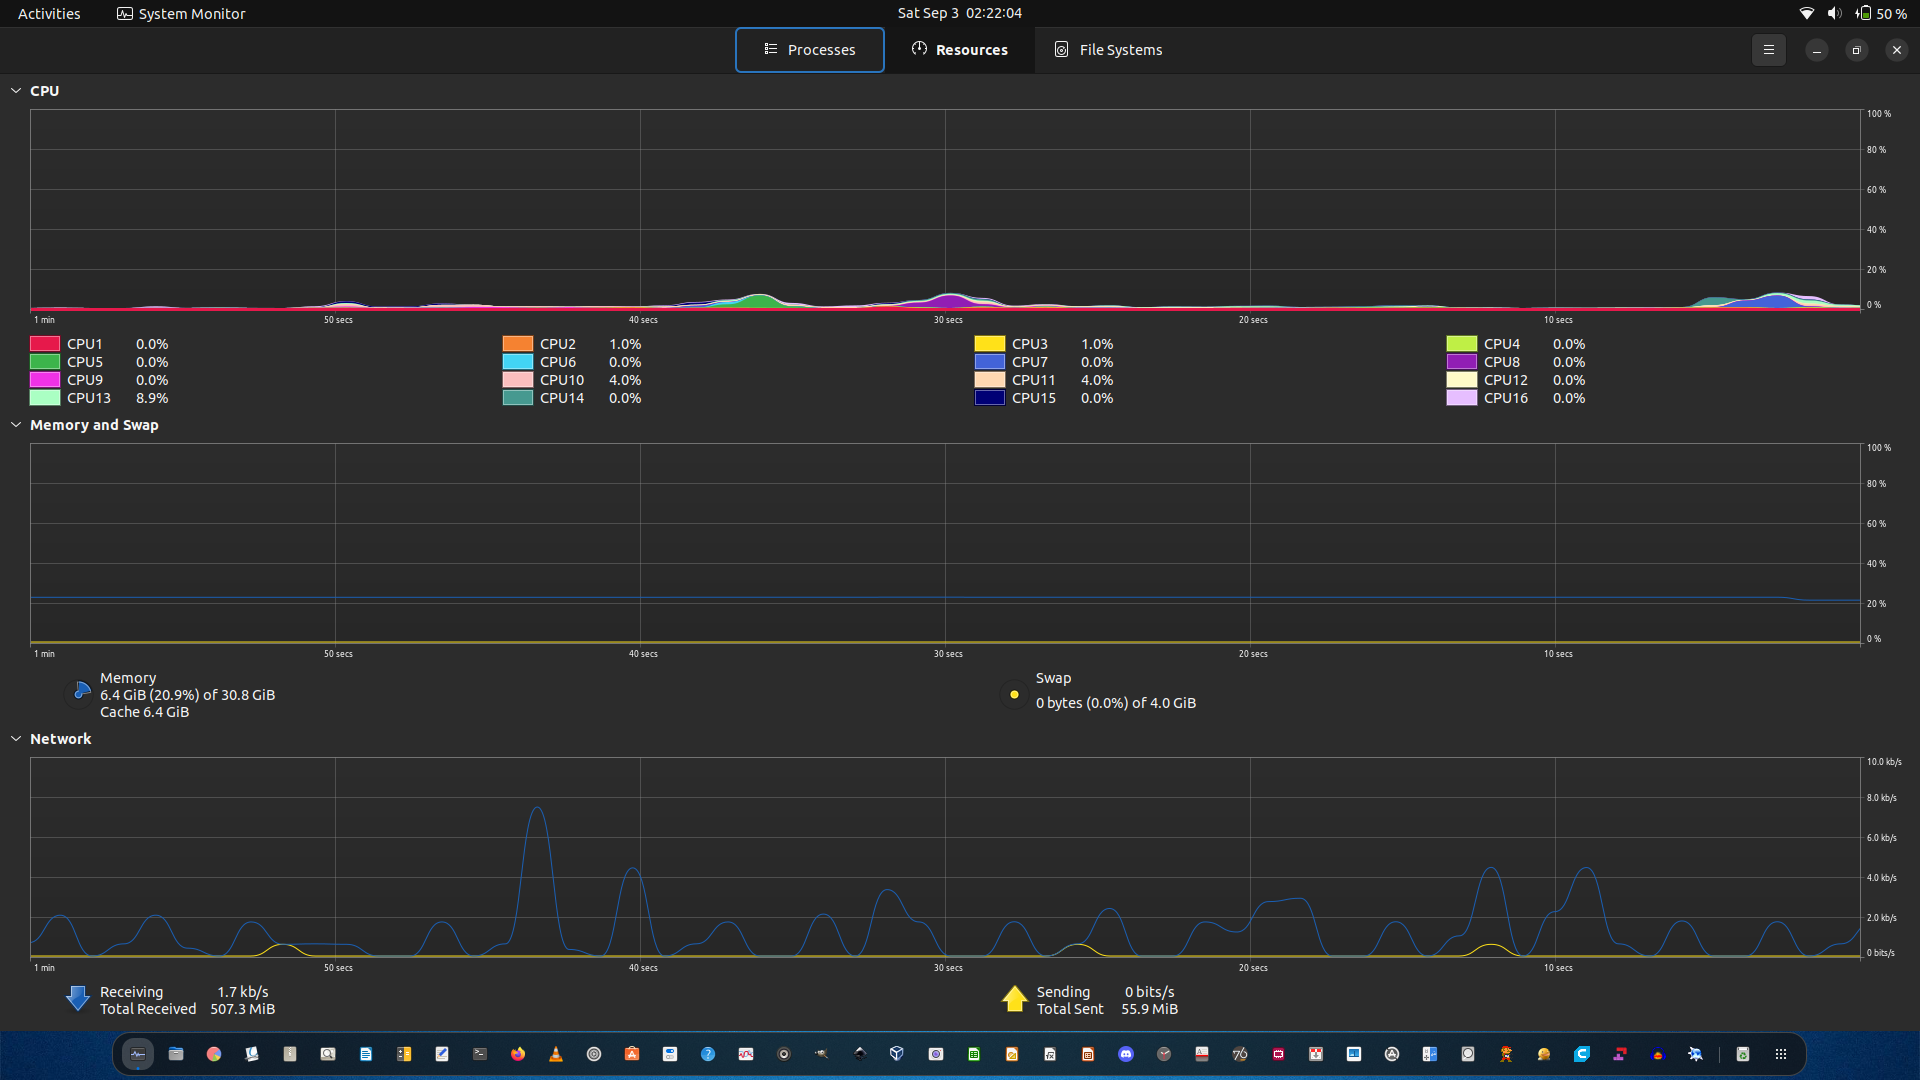 Activities System Monitor Sat Sep 3 02:22:04 50 %
Processes Resources File Systems
CPU
100 %
80 %
60 %
40 %
20 %
0 %
1 min 50 secs 40 secs 30 secs 20 secs 10 secs
CPU1 0.0% CPU2 1.0% CPU3 1.0% CPU4 0.0%
CPU5 0.0% CPU6 0.0% CPU7 0.0% CPU8 0.0%
CPU9 0.0% CPU10 4.0% CPU11 4.0% CPU12 0.0%
CPU13 8.9% CPU14 0.0% CPU15 0.0% CPU16 0.0%
Memory and Swap
100 %
80 %
60 %
40 %
20 %
0 %
1 min 50 secs 40 secs 30 secs 20 secs 10 secs
Memory
6.4 GiB (20.9%) of 30.8 GiB
Cache 6.4 GiB
Swap
0 bytes (0.0%) of 4.0 GiB
Network
10.0 kb/s
8.0 kb/s
6.0 kb/s
4.0 kb/s
2.0 kb/s
0 bits/s
1 min 50 secs 40 secs 30 secs 20 secs 10 secs
Receiving 1.7 kb/s
Total Received 507.3 MiB
Sending 0 bits/s
Total Sent 55.9 MiB